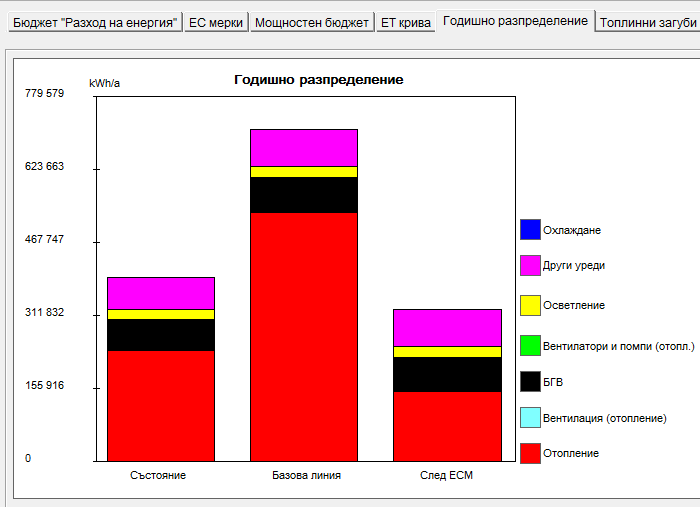 Бюджет "Разход на енергия"
ЕС мерки
Мощностен бюджет
ЕТ крива
Годишно разпределение
Топлинни загуби
kWh/a
Годишно разпределение
779 579
623 663
467 747
311 832
155 916
0
Охлаждане
Други уреди
Осветление
Вентилатори и помпи (отопл.)
БГВ
Вентилация (отопление)
Отопление
Състояние
Базова линия
След ЕСМ